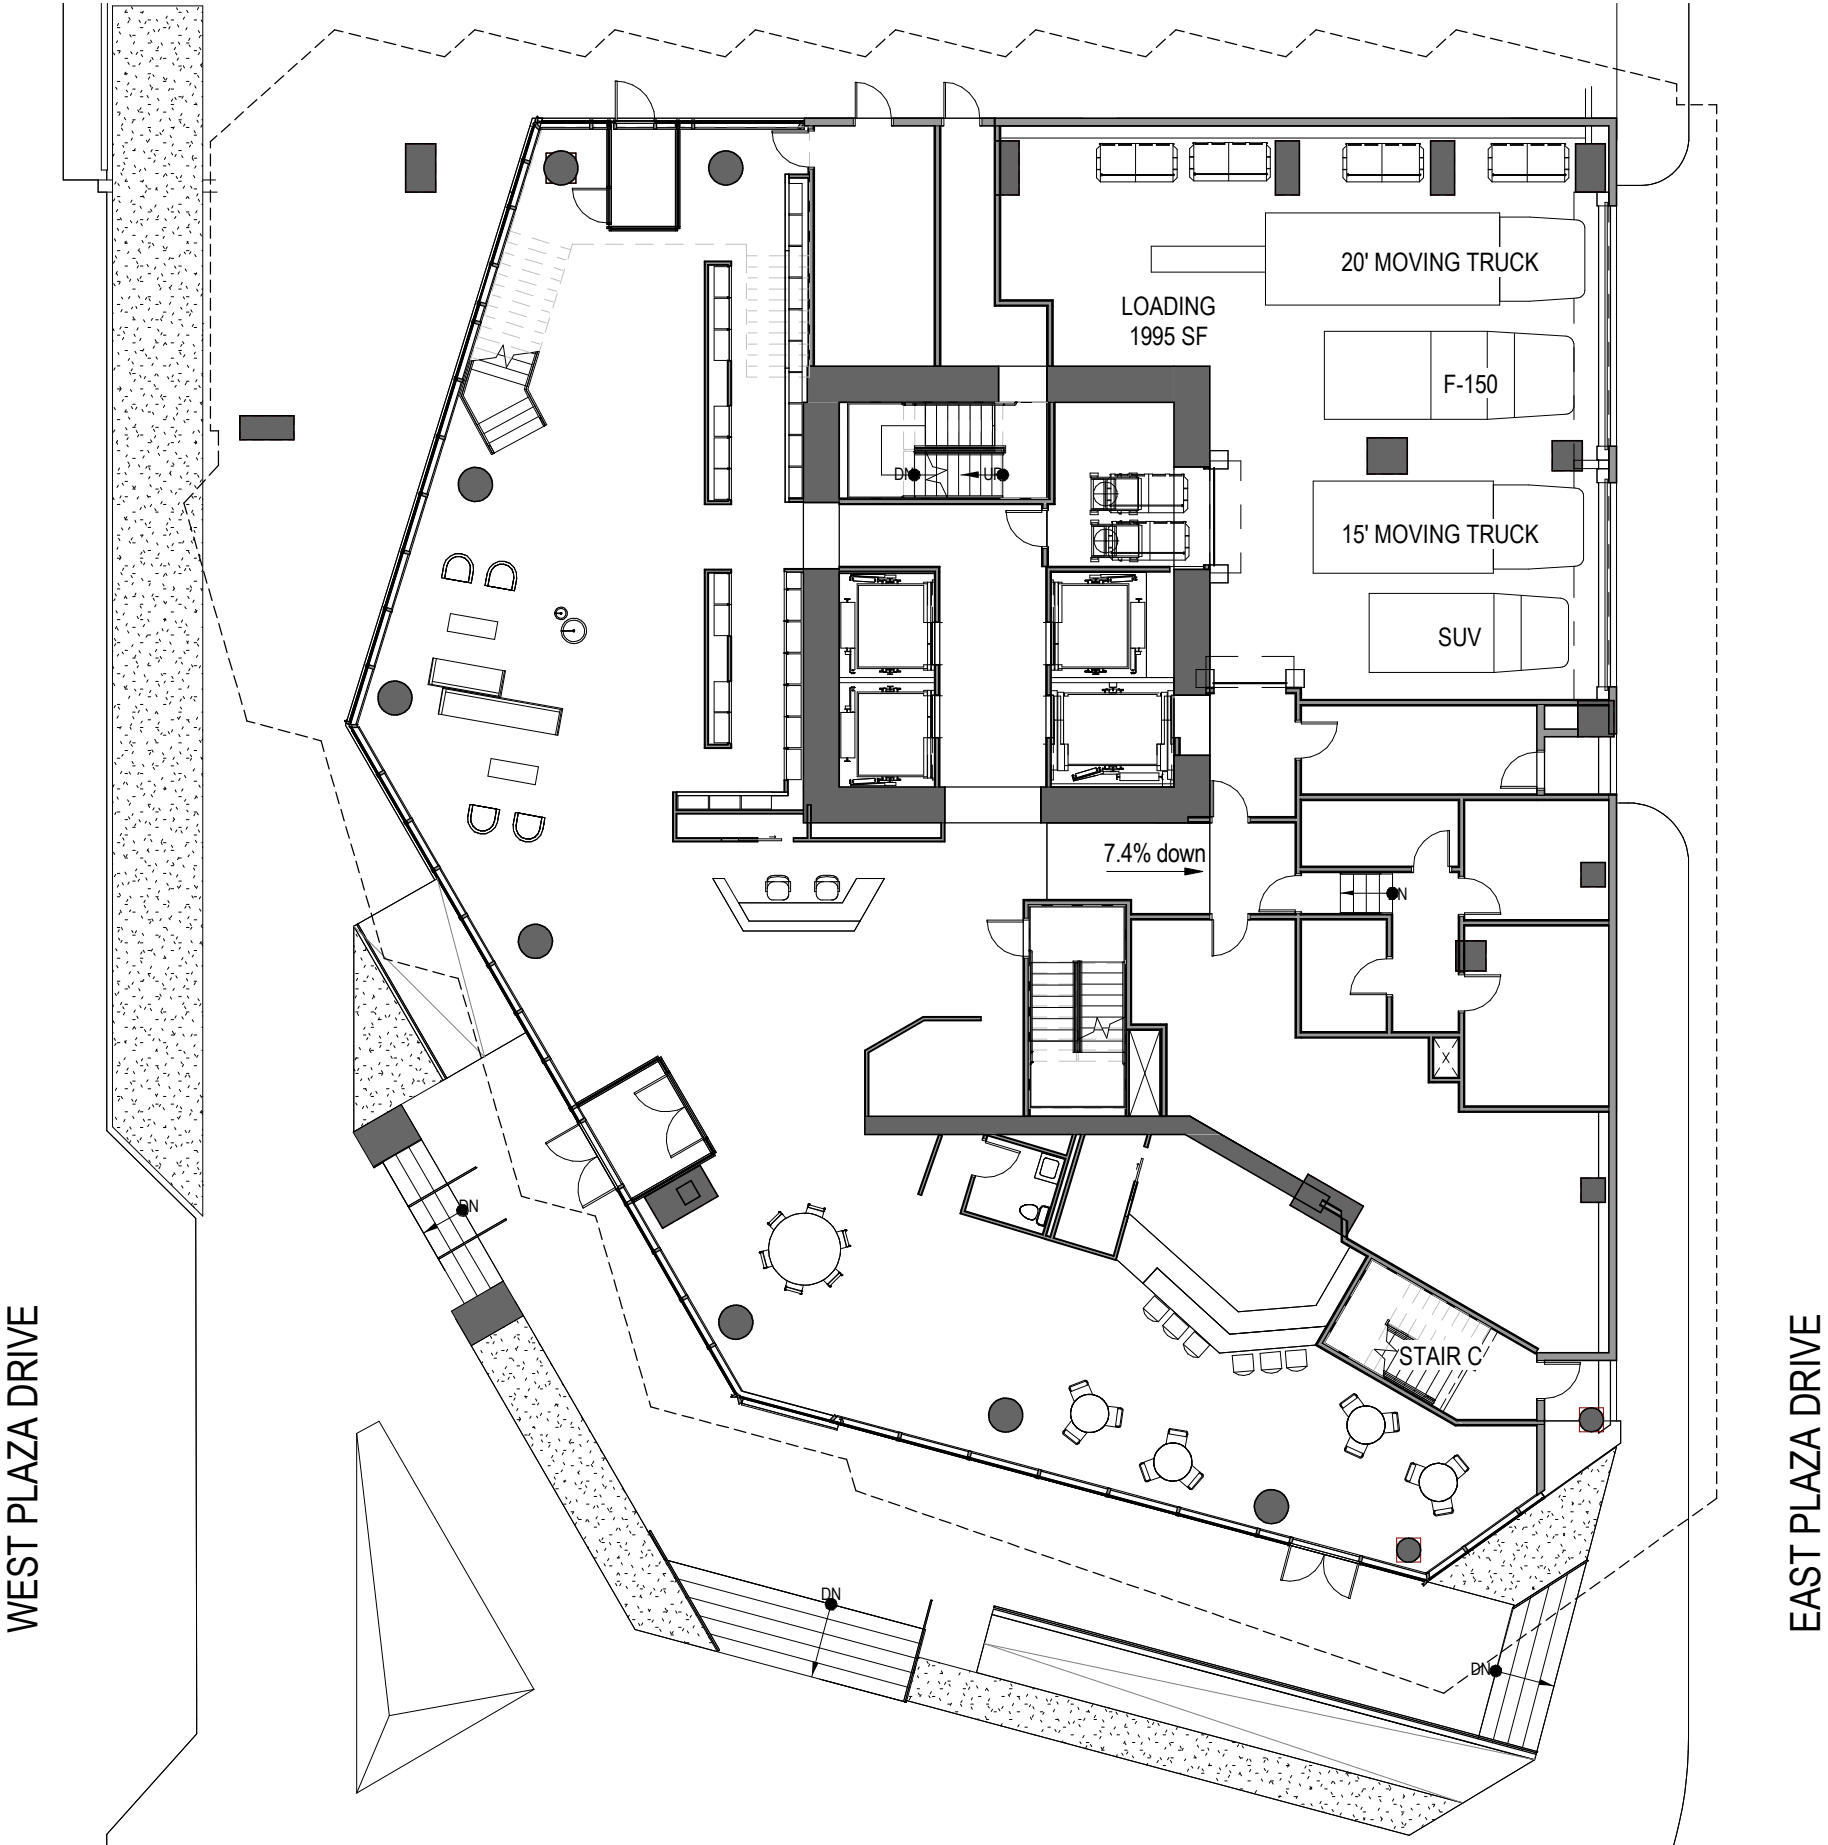 20' MOVING TRUCK
LOADING
1995 SF
F-150
DN
UP
15' MOVING TRUCK
SUV
7.4% down
DN
DN
STAIR C
DN
DN
WEST PLAZA DRIVE
EAST PLAZA DRIVE